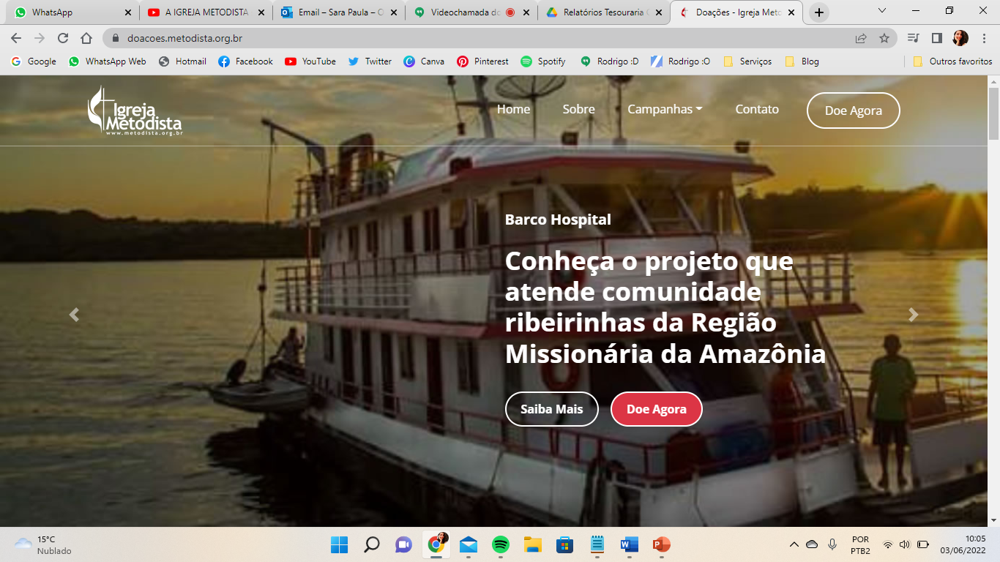 WhatsApp
A IGREJA METODISTA
Email – Sara Paula – O
Videochamada do
Relatórios Tesouraria
Doações - Igreja Meto
doacoes.metodista.org.br
Google
WhatsApp Web
Hotmail
Facebook
YouTube
Twitter
Canva
Pinterest
Spotify
Rodrigo :D
Rodrigo :O
Serviços
Blog
Outros favoritos
Igreja
Metodista
www.metodista.org.br
Home
Sobre
Campanhas
Contato
Doe Agora
Barco Hospital
Conheça o projeto que
atende comunidade
ribeirinhas da Região
Missionária da Amazônia
Saiba Mais
Doe Agora
15°C
Nublado
POR
PTB2
10:05
03/06/2022